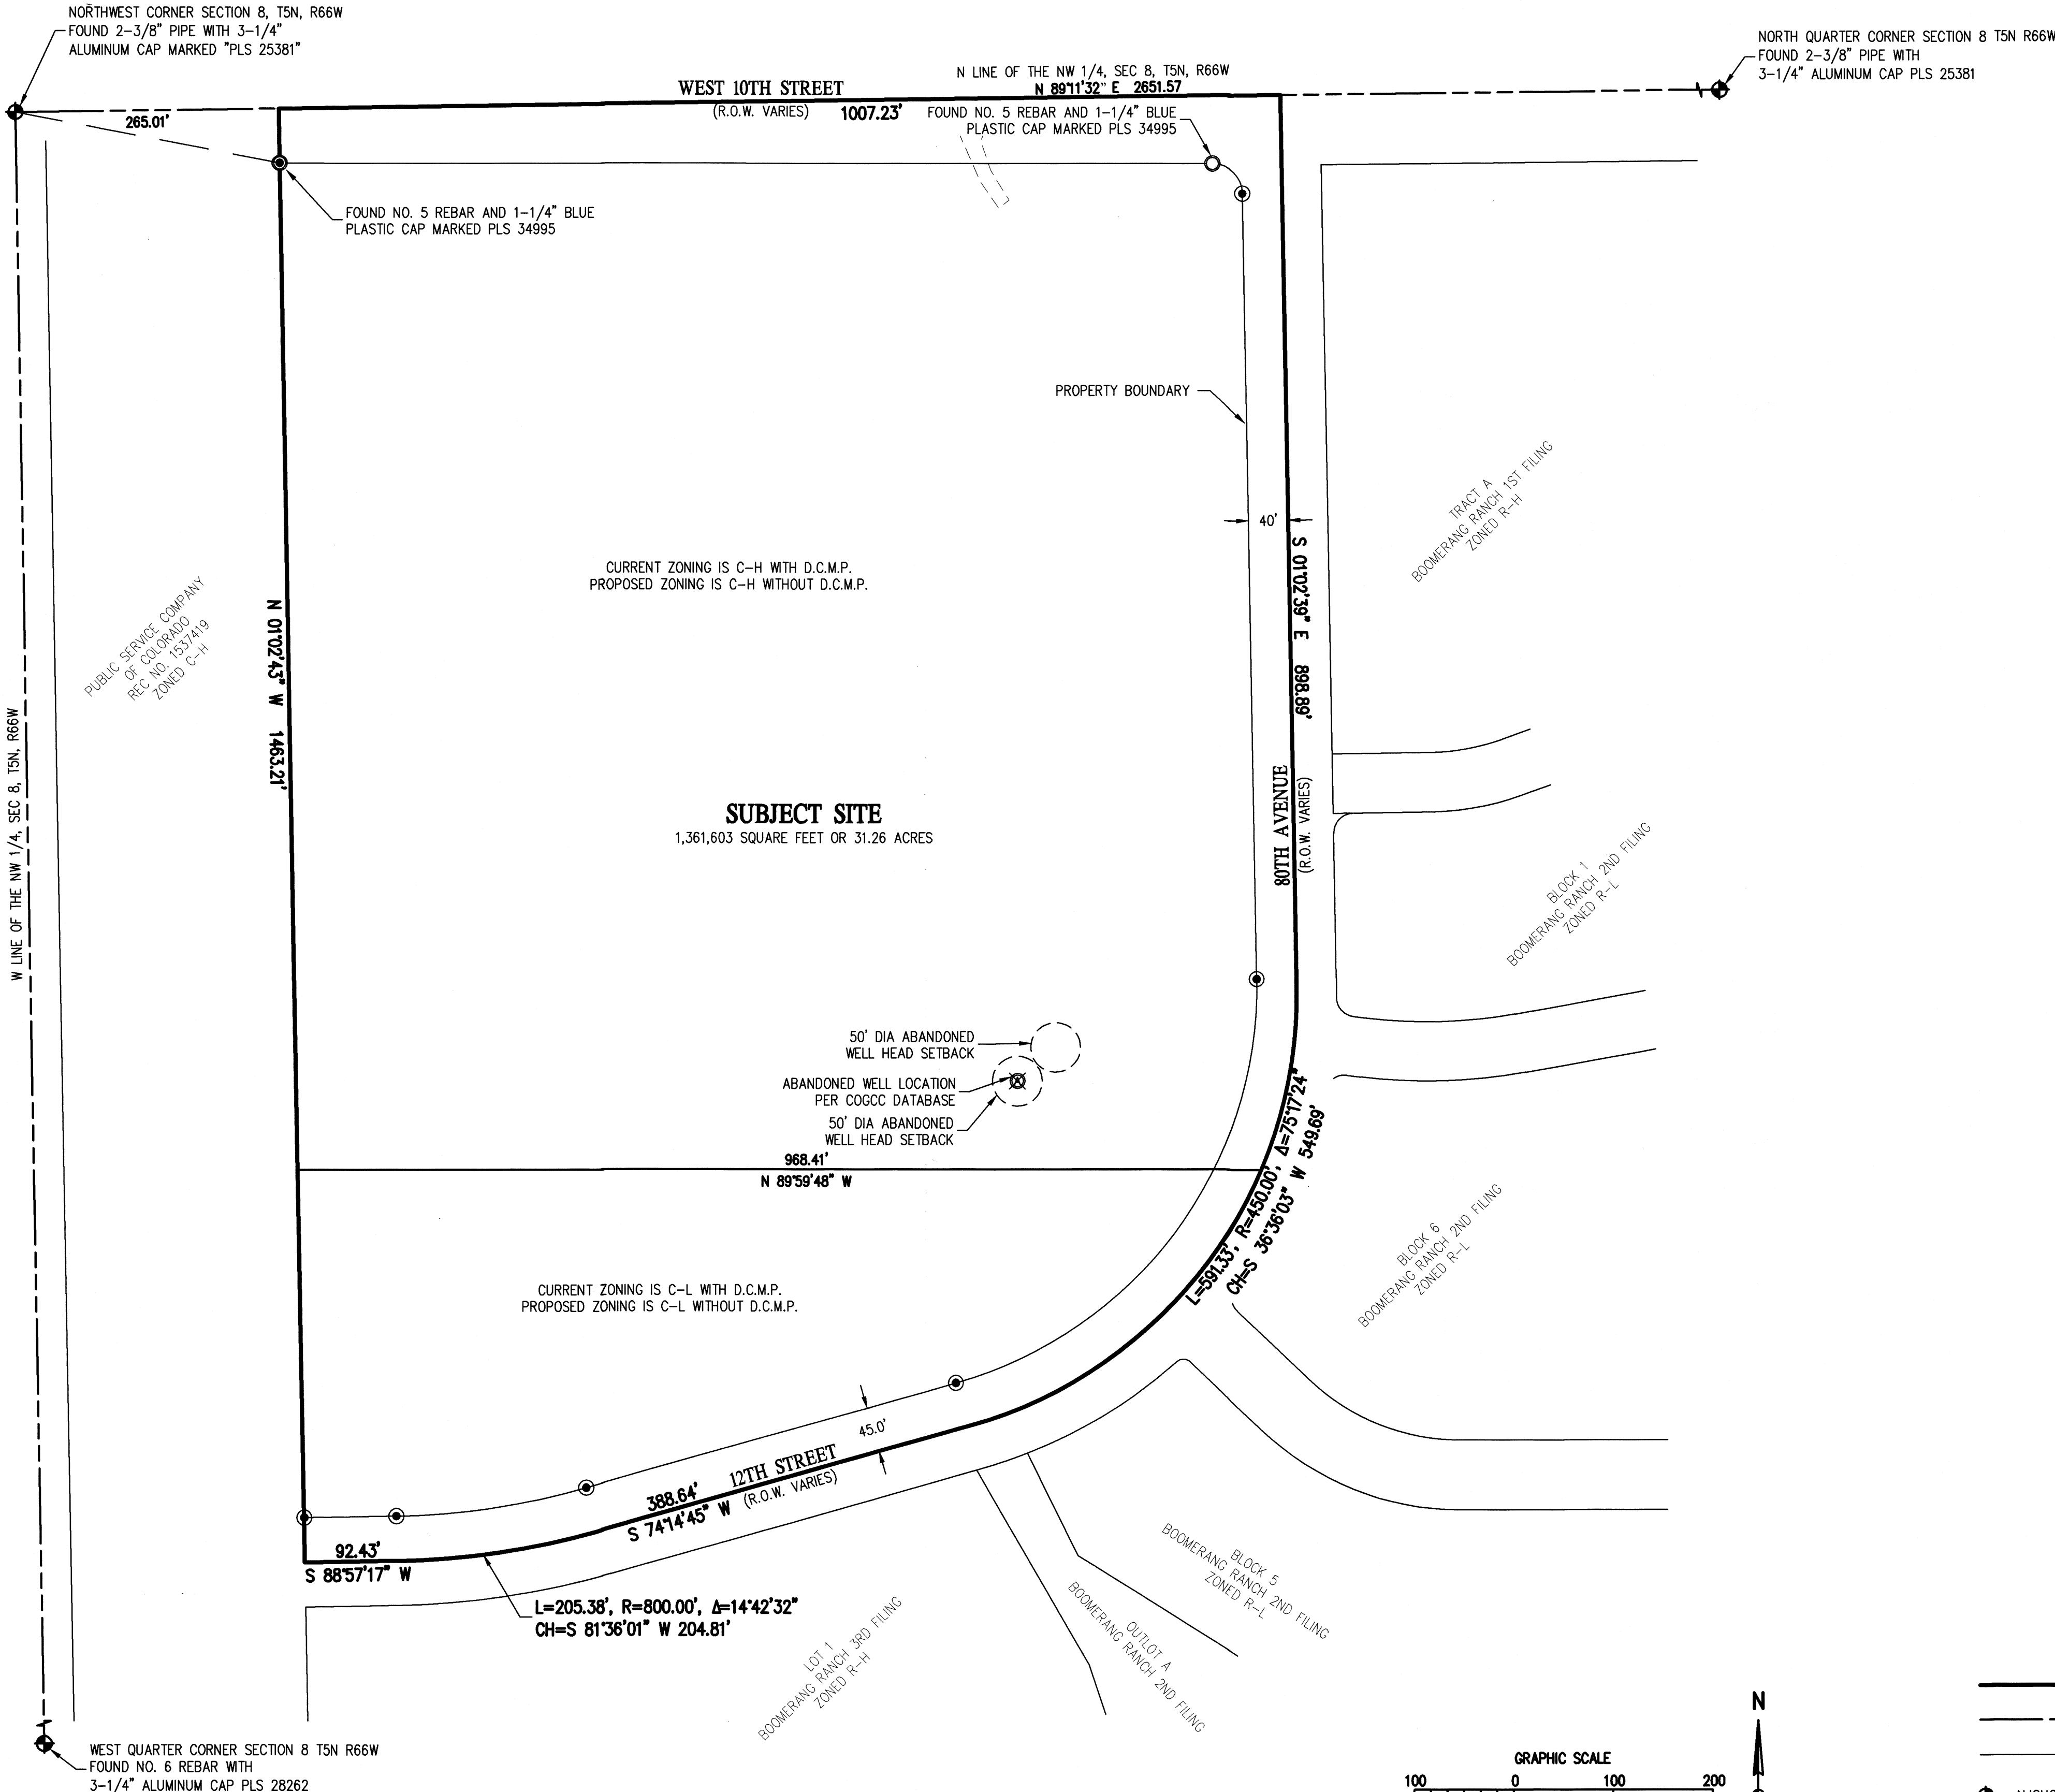 NORTHWEST CORNER SECTION 8, T5N, R66W
FOUND 2-3/8" PIPE WITH 3-1/4"
ALUMINUM CAP MARKED "PLS 25381"
NORTH QUARTER CORNER SECTION 8 T5N R66W
FOUND 2-3/8" PIPE WITH
3-1/4" ALUMINUM CAP PLS 25381
N LINE OF THE NW 1/4, SEC 8, T5N, R66W
N 89°11'32" E 2651.57
WEST 10TH STREET
(R.O.W. VARIES)
1007.23'
265.01'
FOUND NO. 5 REBAR AND 1-1/4" BLUE
PLASTIC CAP MARKED PLS 34995
FOUND NO. 5 REBAR AND 1-1/4" BLUE
PLASTIC CAP MARKED PLS 34995
PROPERTY BOUNDARY
40'
S 01°02'39" E 898.89'
TRACT A
BOOMERANG RANCH 1ST FILING
ZONED R-H
CURRENT ZONING IS C-H WITH D.C.M.P.
PROPOSED ZONING IS C-H WITHOUT D.C.M.P.
PUBLIC SERVICE COMPANY
OF COLORADO
REC NO. 1537419
ZONED C-H
N 01°02'43" W 1463.21'
W LINE OF THE NW 1/4, SEC 8, T5N, R66W
SUBJECT SITE
1,361,603 SQUARE FEET OR 31.26 ACRES
80TH AVENUE
(R.O.W. VARIES)
BLOCK 1
BOOMERANG RANCH 2ND FILING
ZONED R-L
50' DIA ABANDONED
WELL HEAD SETBACK
ABANDONED WELL LOCATION
PER COGCC DATABASE
50' DIA ABANDONED
WELL HEAD SETBACK
968.41'
N 89°59'48" W
L=591.33', R=450.00', Δ=75°17'24"
CH=S 36°36'03" W 549.69'
BLOCK 6
BOOMERANG RANCH 2ND FILING
ZONED R-L
CURRENT ZONING IS C-L WITH D.C.M.P.
PROPOSED ZONING IS C-L WITHOUT D.C.M.P.
45.0'
12TH STREET
(R.O.W. VARIES)
388.64'
S 74°14'45" W
92.43'
S 88°57'17" W
L=205.38', R=800.00', Δ=14°42'32"
CH=S 81°36'01" W 204.81'
BLOCK 5
BOOMERANG RANCH 2ND FILING
ZONED R-L
OUTLOT A
BOOMERANG RANCH 2ND FILING
LOT 1
BOOMERANG RANCH 3RD FILING
ZONED R-H
WEST QUARTER CORNER SECTION 8 T5N R66W
FOUND NO. 6 REBAR WITH
3-1/4" ALUMINUM CAP PLS 28262
N
GRAPHIC SCALE
100 0 100 200